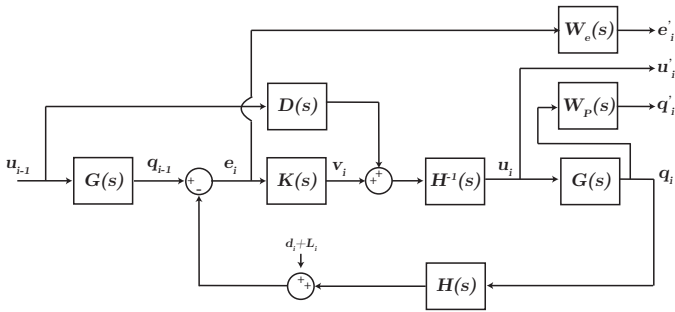 W_e(s)
e'_i
u'_i
D(s)
W_P(s)
q'_i
u_{i-1}
G(s)
q_{i-1}
+
-
e_i
K(s)
v_i
+
+
H^{-1}(s)
u_i
G(s)
q_i
d_i+L_i
+
+
H(s)